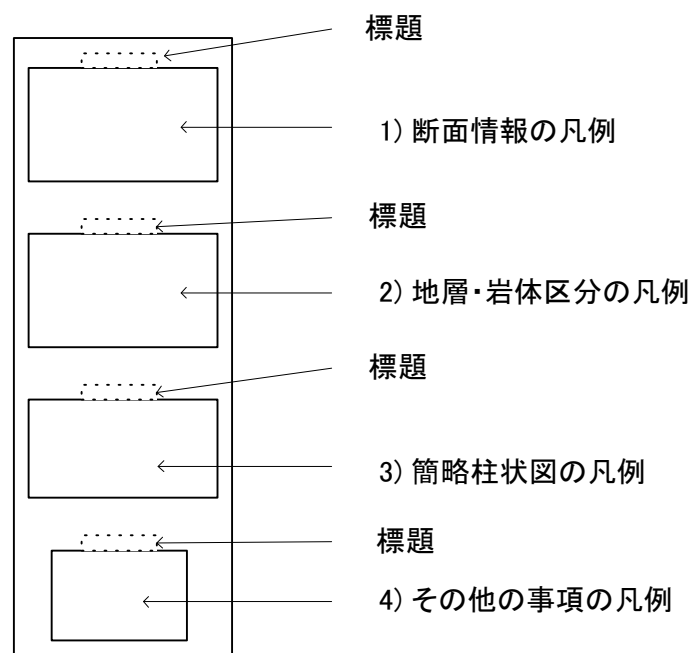 標題
1) 断面情報の凡例
標題
2) 地層・岩体区分の凡例
標題
3) 簡略柱状図の凡例
標題
4) その他の事項の凡例